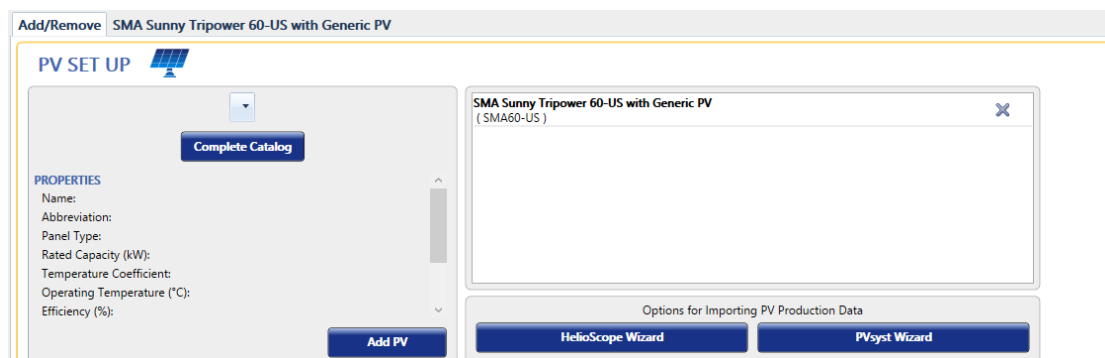 Add/Remove SMA Sunny Tripower 60-US with Generic PV
PV SET UP
Complete Catalog
PROPERTIES
Name:
Abbreviation:
Panel Type:
Rated Capacity (kW):
Temperature Coefficient:
Operating Temperature (°C):
Efficiency (%):
Add PV
SMA Sunny Tripower 60-US with Generic PV
( SMA60-US )
Options for Importing PV Production Data
HelioScope Wizard PVsyst Wizard